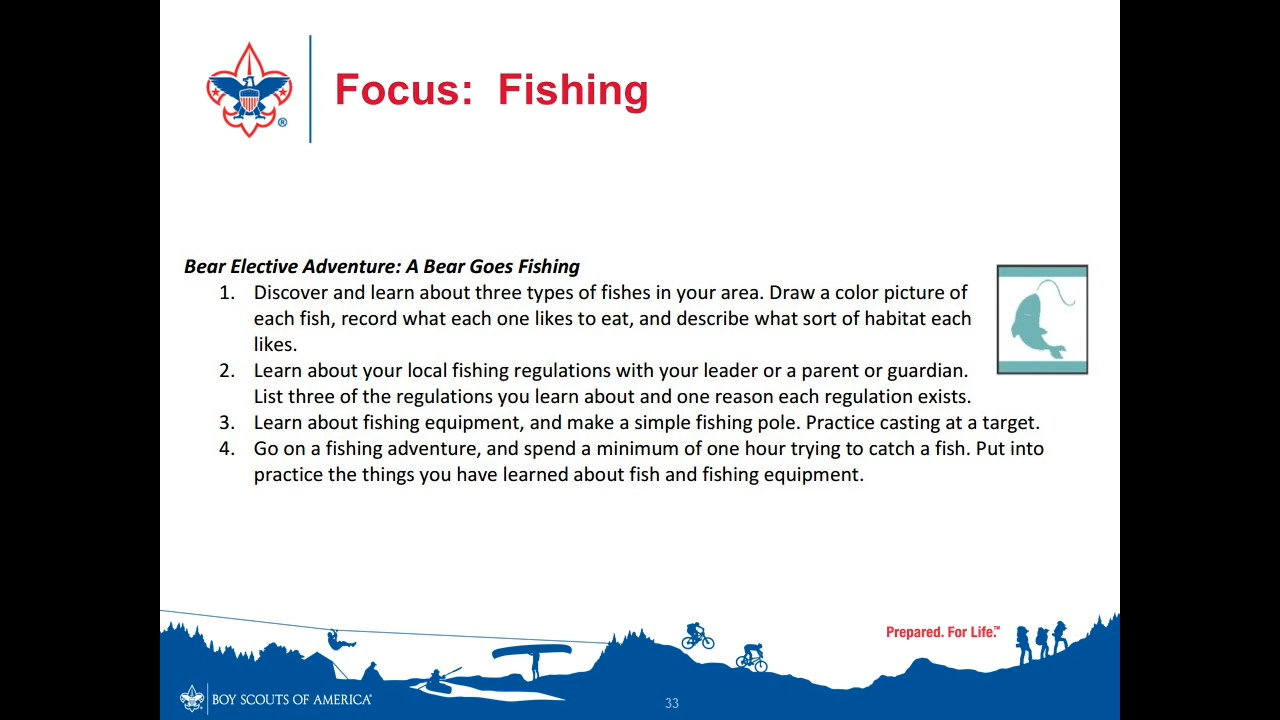 Focus: Fishing
®
Bear Elective Adventure: A Bear Goes Fishing
1. Discover and learn about three types of fishes in your area. Draw a color picture of
each fish, record what each one likes to eat, and describe what sort of habitat each
likes.
2. Learn about your local fishing regulations with your leader or a parent or guardian.
List three of the regulations you learn about and one reason each regulation exists.
3. Learn about fishing equipment, and make a simple fishing pole. Practice casting at a target.
4. Go on a fishing adventure, and spend a minimum of one hour trying to catch a fish. Put into
practice the things you have learned about fish and fishing equipment.
Prepared. For Life.™
BOY SCOUTS OF AMERICA®
33